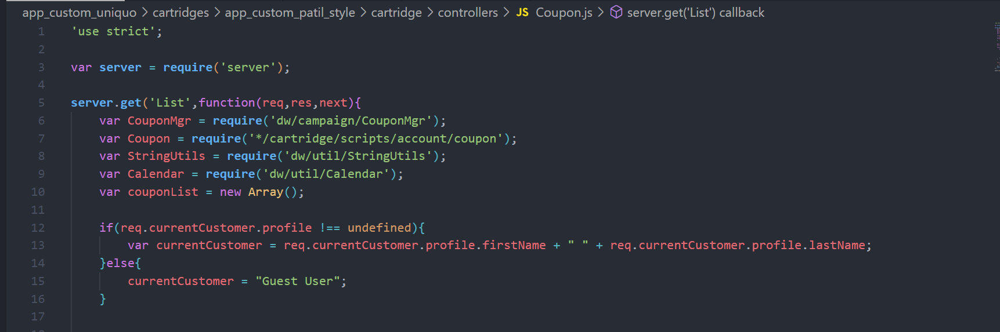 app_custom_uniquo > cartridges > app_custom_patil_style > cartridge > controllers > JS Coupon.js > server.get('List') callback
1 'use strict';
2
3 var server = require('server');
4
5 server.get('List',function(req,res,next){
6 var CouponMgr = require('dw/campaign/CouponMgr');
7 var Coupon = require('*/cartridge/scripts/account/coupon');
8 var StringUtils = require('dw/util/StringUtils');
9 var Calendar = require('dw/util/Calendar');
10 var couponList = new Array();
11
12 if(req.currentCustomer.profile !== undefined){
13 var currentCustomer = req.currentCustomer.profile.firstName + " " + req.currentCustomer.profile.lastName;
14 }else{
15 currentCustomer = "Guest User";
16 }
17